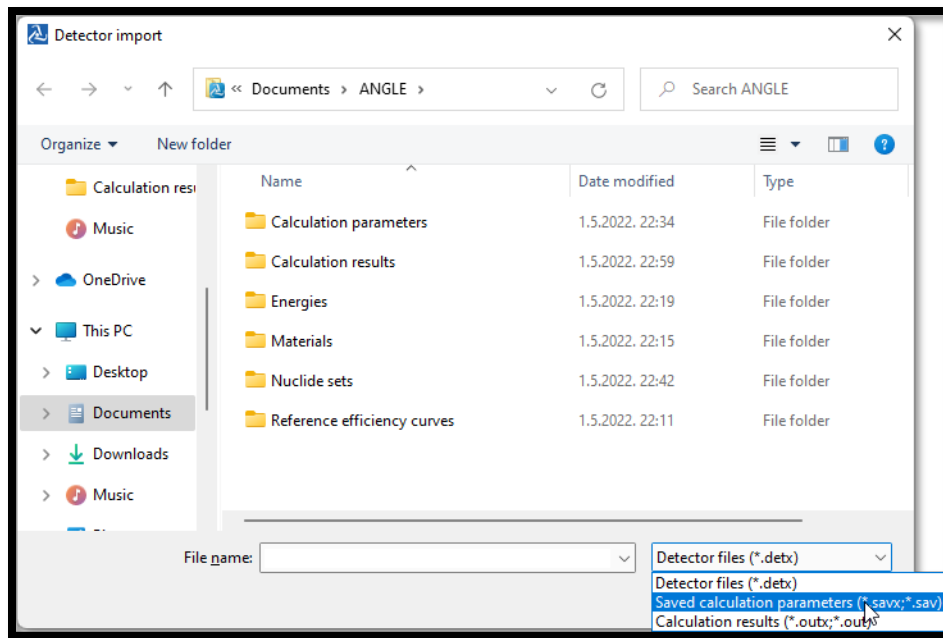 Detector import
« Documents > ANGLE >
Search ANGLE
Organize
New folder
Name
Date modified
Type
Calculation resu
Music
OneDrive
This PC
Desktop
Documents
Downloads
Music
Calculation parameters 1.5.2022. 22:34 File folder
Calculation results 1.5.2022. 22:59 File folder
Energies 1.5.2022. 22:19 File folder
Materials 1.5.2022. 22:15 File folder
Nuclide sets 1.5.2022. 22:42 File folder
Reference efficiency curves 1.5.2022. 22:11 File folder
File name:
Detector files (*.detx)
Detector files (*.detx)
Saved calculation parameters (*.savx;*.sav)
Calculation results (*.outx;*.out)